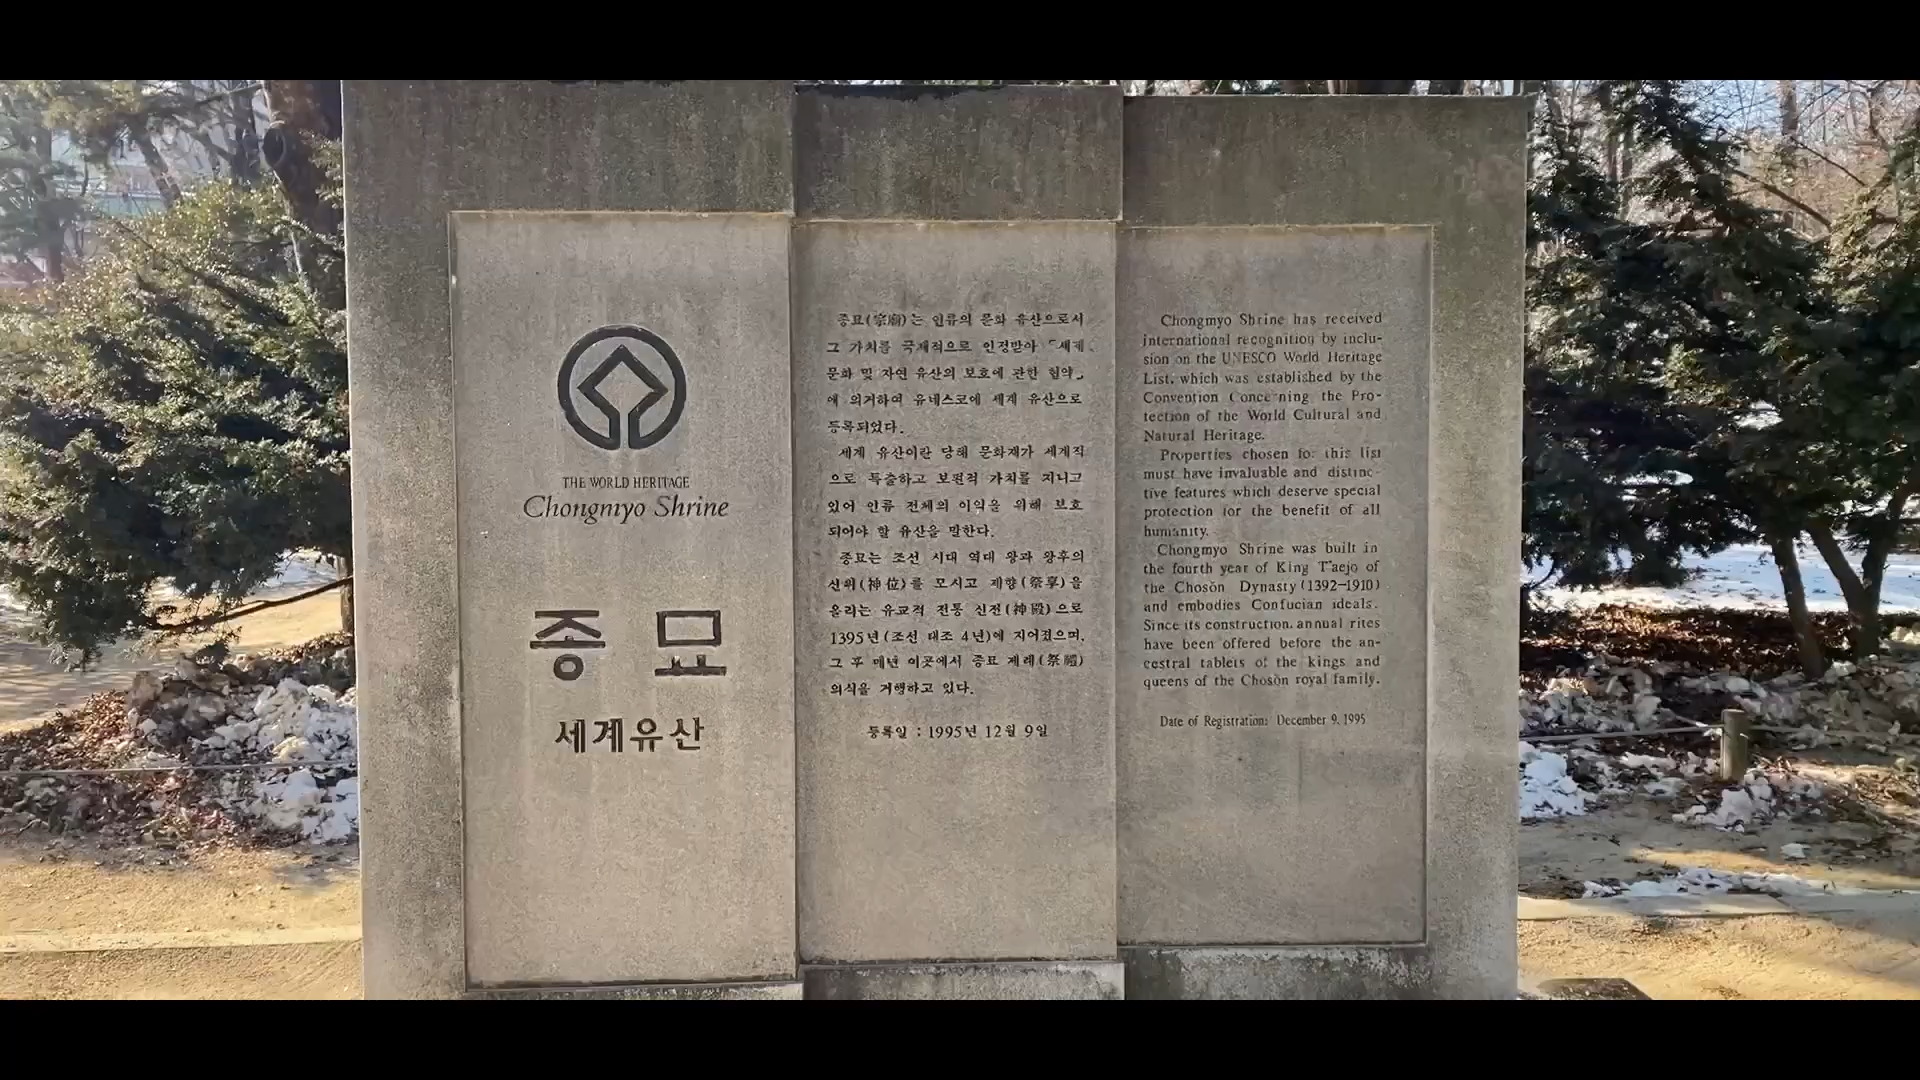 THE WORLD HERITAGE
Chongmyo Shrine
종묘
세계유산
종묘(宗廟)는 인류의 문화 유산으로서
그 가치를 국제적으로 인정받아 「세계
문화 및 자연 유산의 보호에 관한 협약」
에 의거하여 유네스코에 세계 유산으로
등록되었다.
세계 유산이란 당해 문화재가 세계적
으로 특출하고 보편적 가치를 지니고
있어 인류 전체의 이익을 위해 보호
되어야 할 유산을 말한다.
종묘는 조선 시대 역대 왕과 왕후의
신위(神位)를 모시고 제향(祭享)을
올리는 유교적 전통 신전(神殿)으로
1395년(조선 태조 4년)에 지어졌으며,
그 후 매년 이곳에서 종묘 제례(祭禮)
의식을 거행하고 있다.
등록일 : 1995년 12월 9일
Chongmyo Shrine has received
international recognition by inclu-
sion on the UNESCO World Heritage
List, which was established by the
Convention Concerning the Pro-
tection of the World Cultural and
Natural Heritage.
Properties chosen for this list
must have invaluable and distinc-
tive features which deserve special
protection for the benefit of all
humanity.
Chongmyo Shrine was built in
the fourth year of King T'aejo of
the Chosŏn Dynasty (1392-1910)
and embodies Confucian ideals.
Since its construction, annual rites
have been offered before the an-
cestral tablets of the kings and
queens of the Chosŏn royal family.
Date of Registration: December 9, 1995